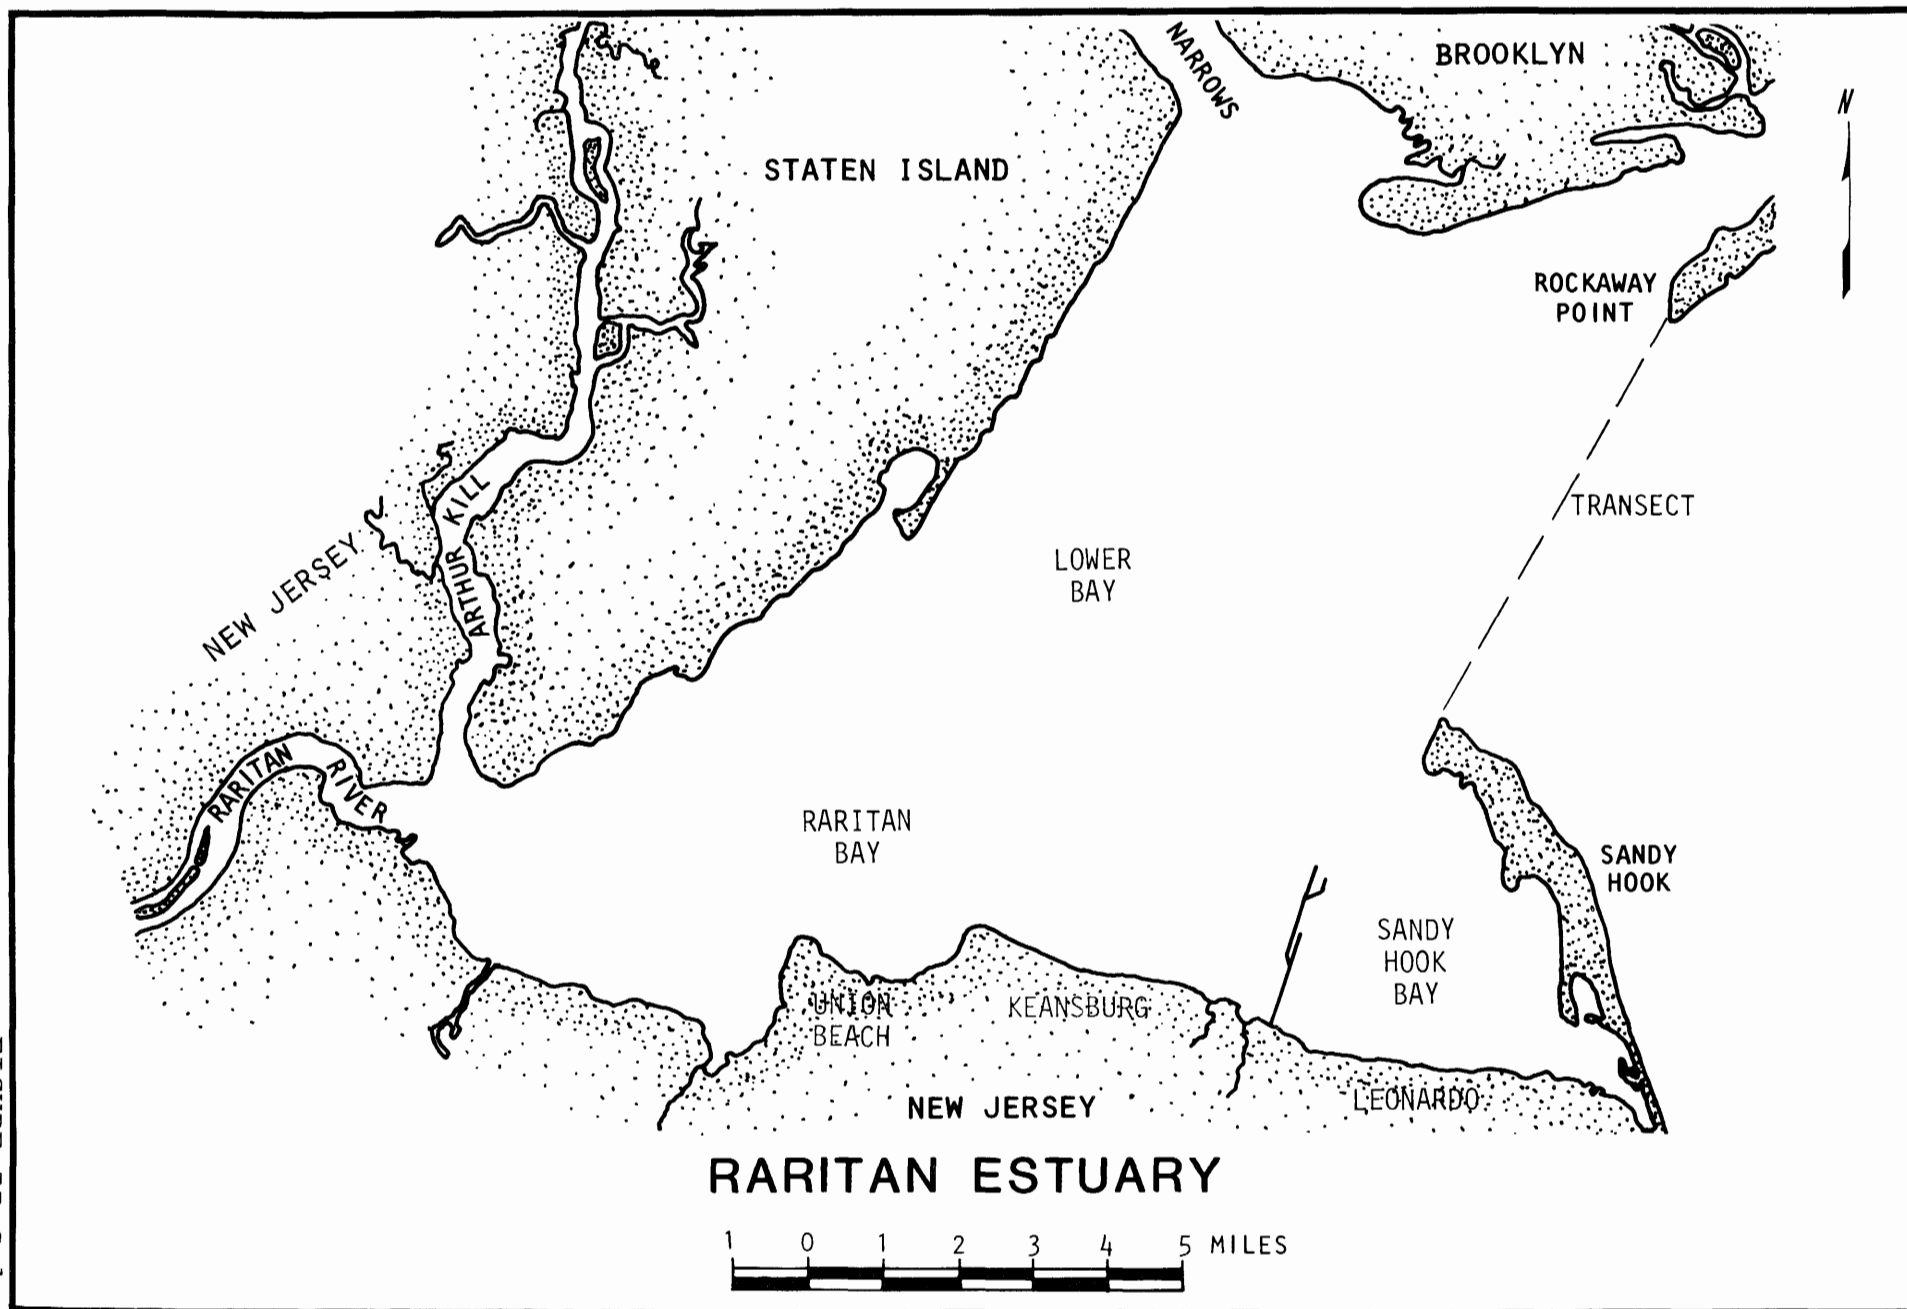 NARROWS
BROOKLYN
N
STATEN ISLAND
ROCKAWAY
POINT
TRANSECT
ARTHUR KILL
NEW JERSEY
LOWER
BAY
RARITAN RIVER
RARITAN
BAY
SANDY
HOOK
SANDY
HOOK
BAY
UNION
BEACH
KEANSBURG
LEONARDO
NEW JERSEY
RARITAN ESTUARY
1 0 1 2 3 4 5 MILES